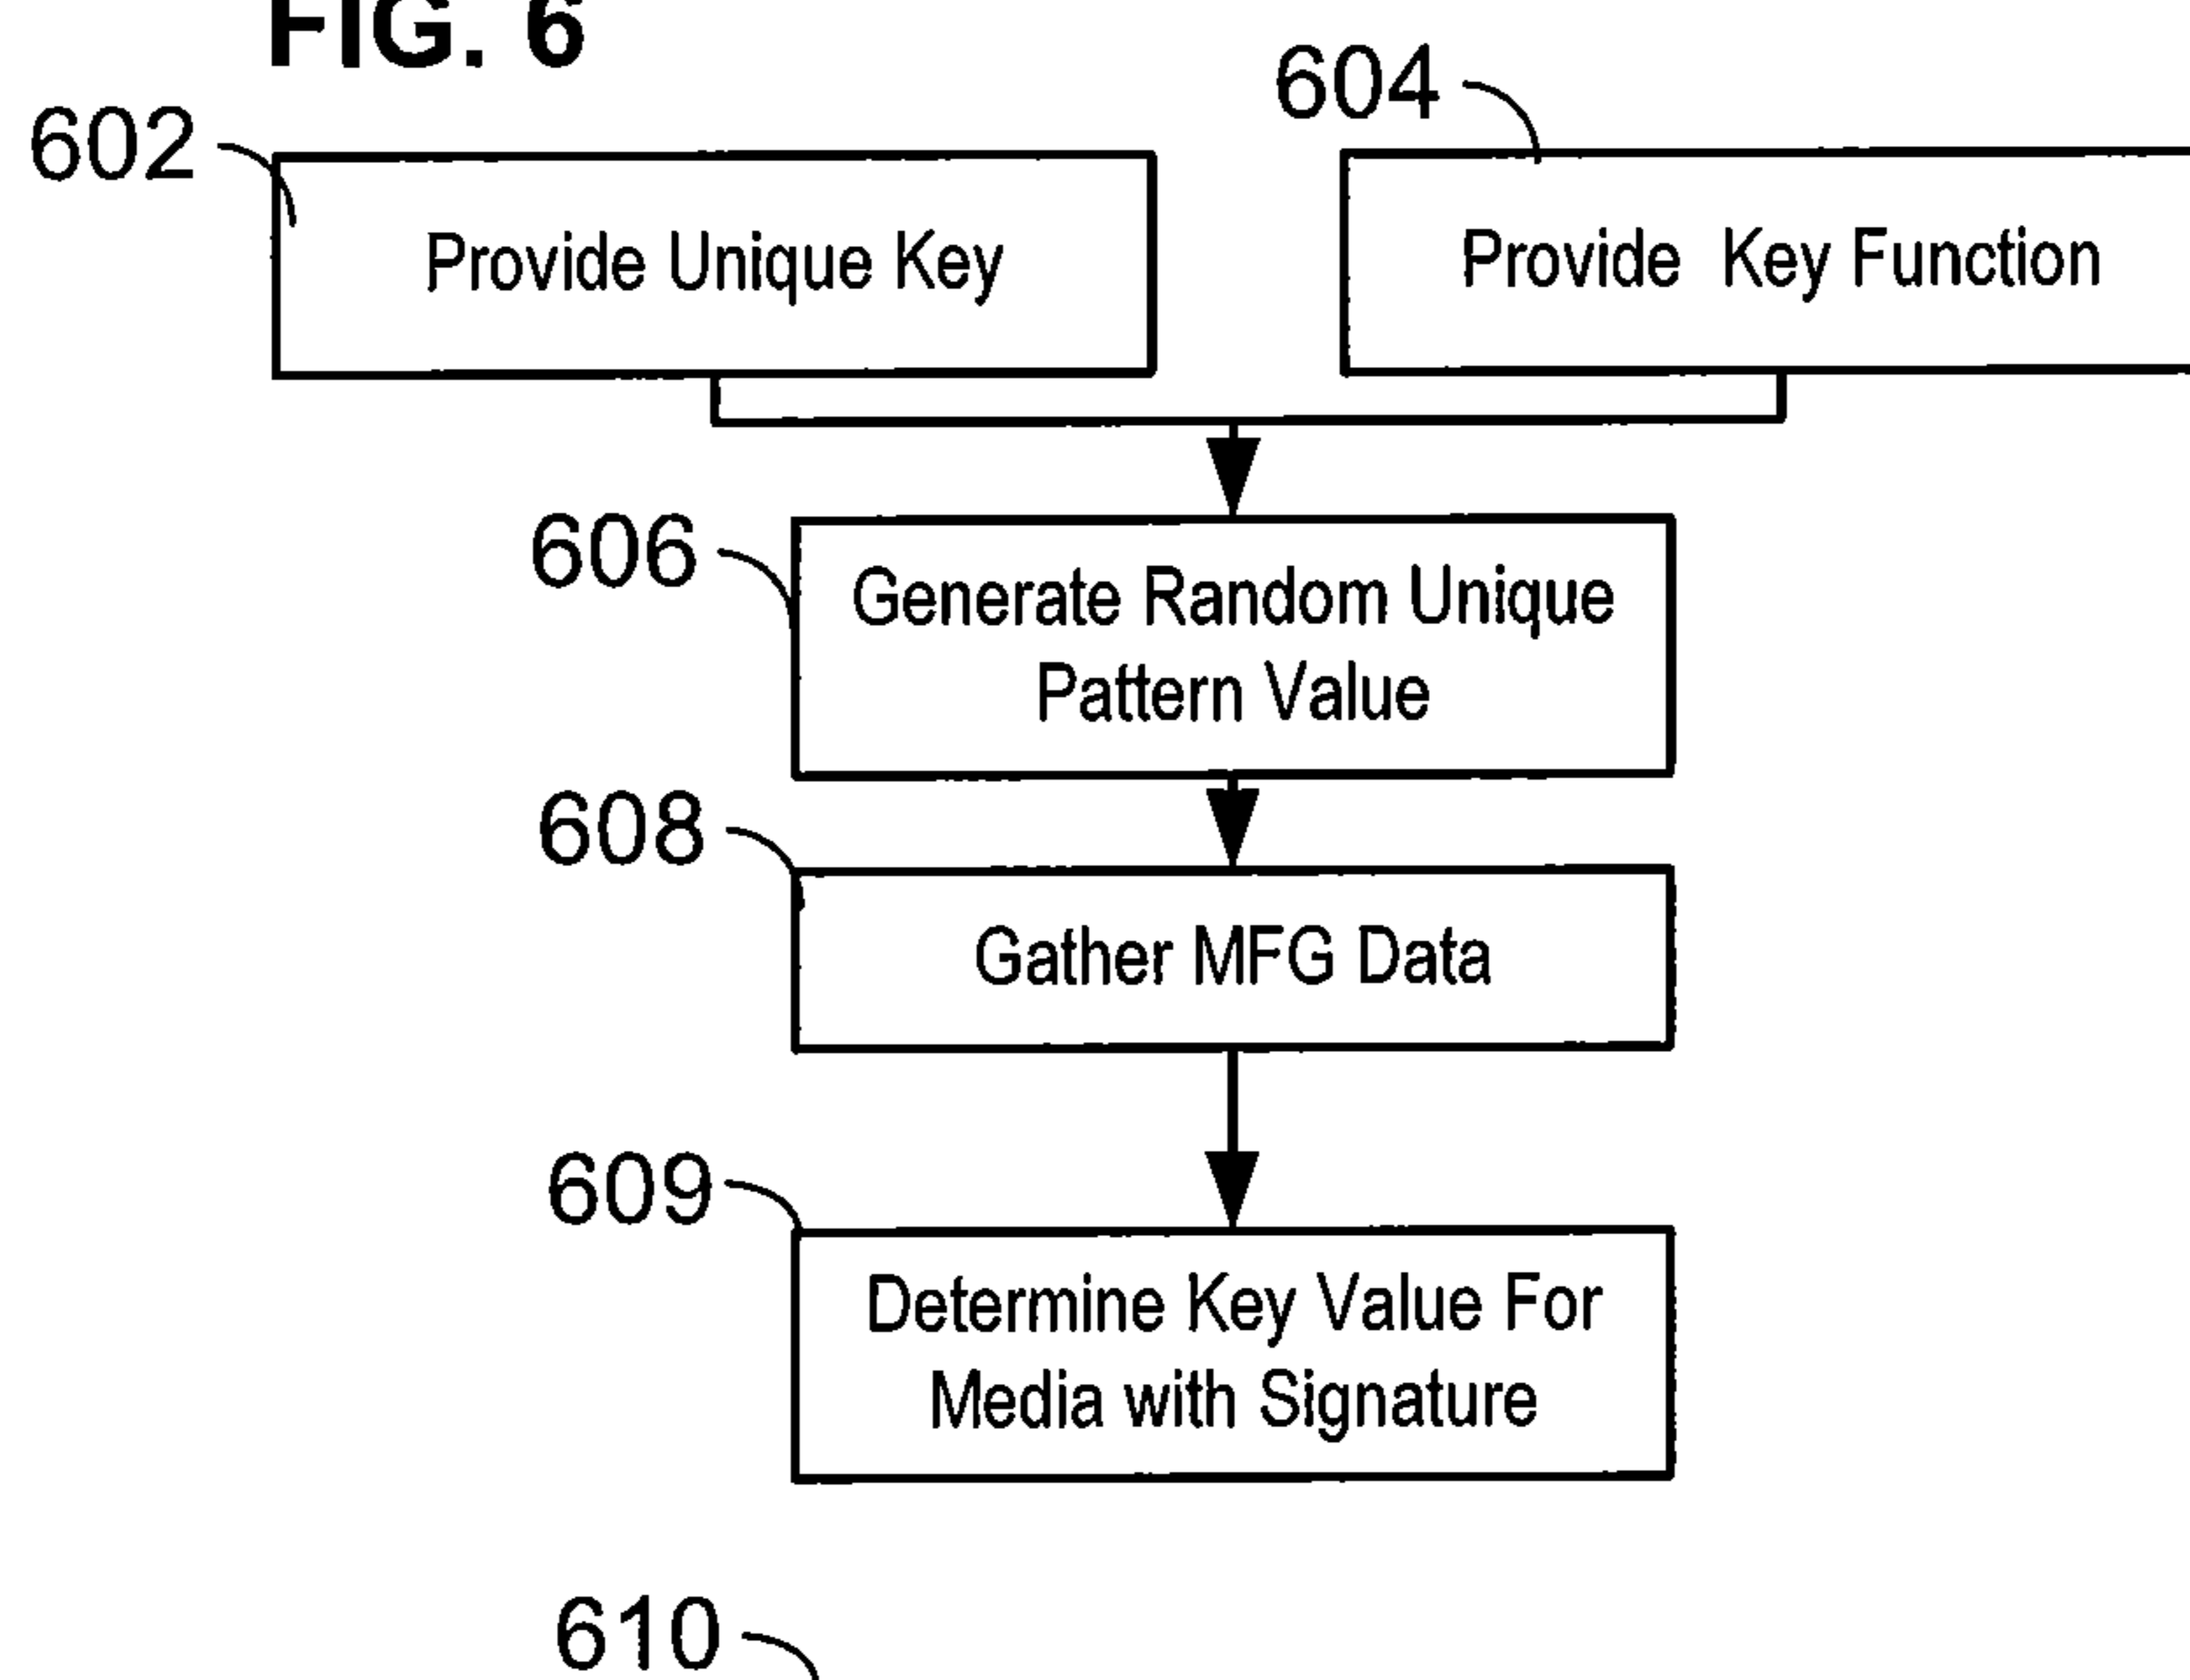 FIG. 6
602
604
Provide Unique Key
Provide Key Function
606
Generate Random Unique
Pattern Value
608
Gather MFG Data
609
Determine Key Value For
Media with Signature
610